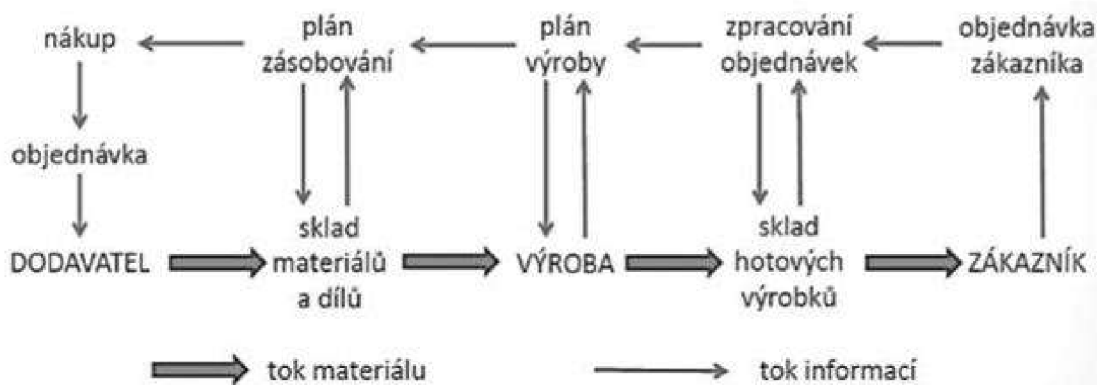 nákup
plán
zásobování
plán
výroby
zpracování
objednávek
objednávka
zákazníka
objednávka
DODAVATEL
sklad
materiálů
a dílů
VÝROBA
sklad
hotových
výrobků
ZÁKAZNÍK
tok materiálu
tok informací